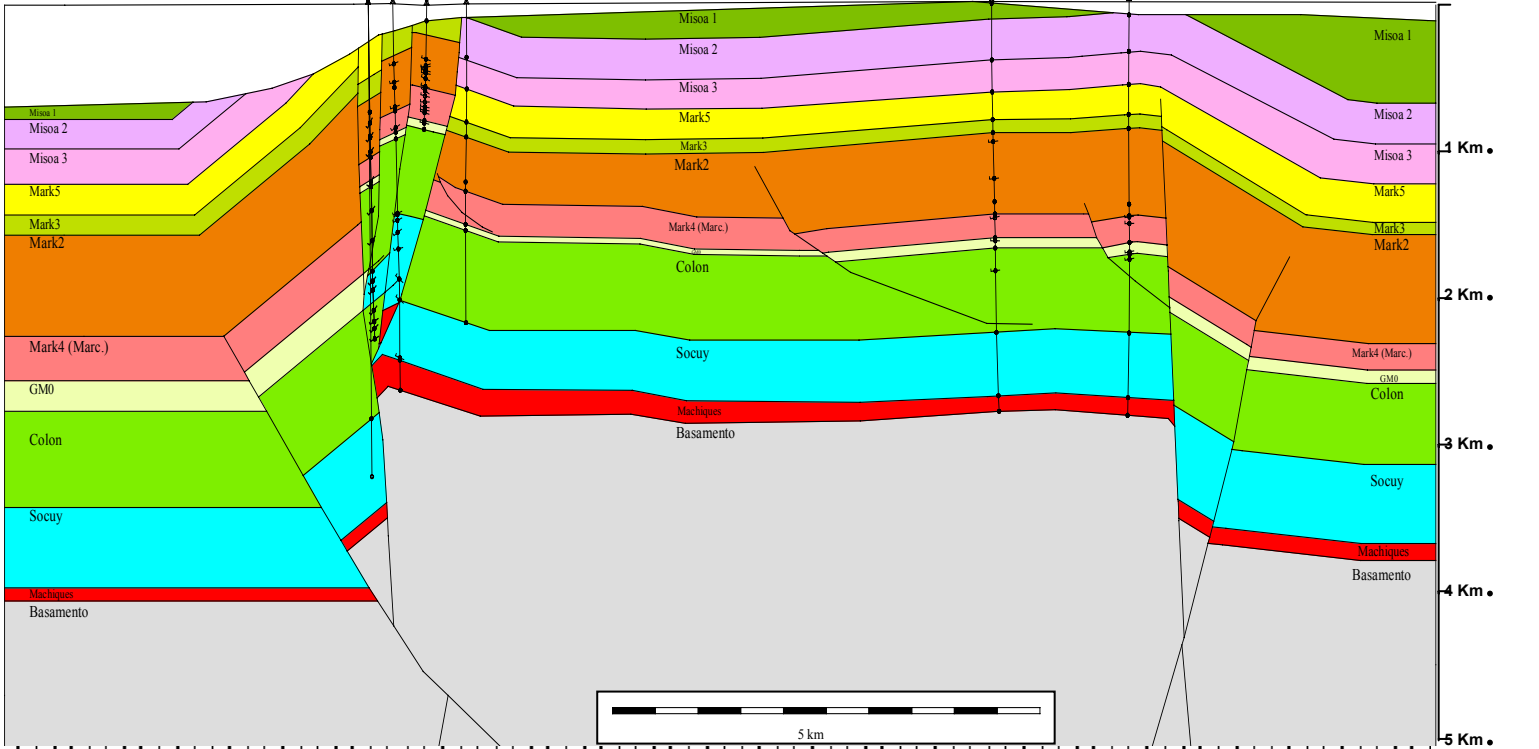 Misoa 1
Misoa 2
Misoa 3
Mark5
Mark3
Mark2
Mark4 (Marc.)
GM0
Colon
Socuy
Machiques
Basamento
Misoa 1
Misoa 2
Misoa 3
Mark5
Mark3
Mark2
Mark4 (Marc.)
Colon
Socuy
Machiques
Basamento
Misoa 1
Misoa 2
Misoa 3
Mark5
Mark3
Mark2
Mark4 (Marc.)
GM0
Colon
Socuy
Machiques
Basamento
1 Km
2 Km
3 Km
4 Km
5 Km
5 km